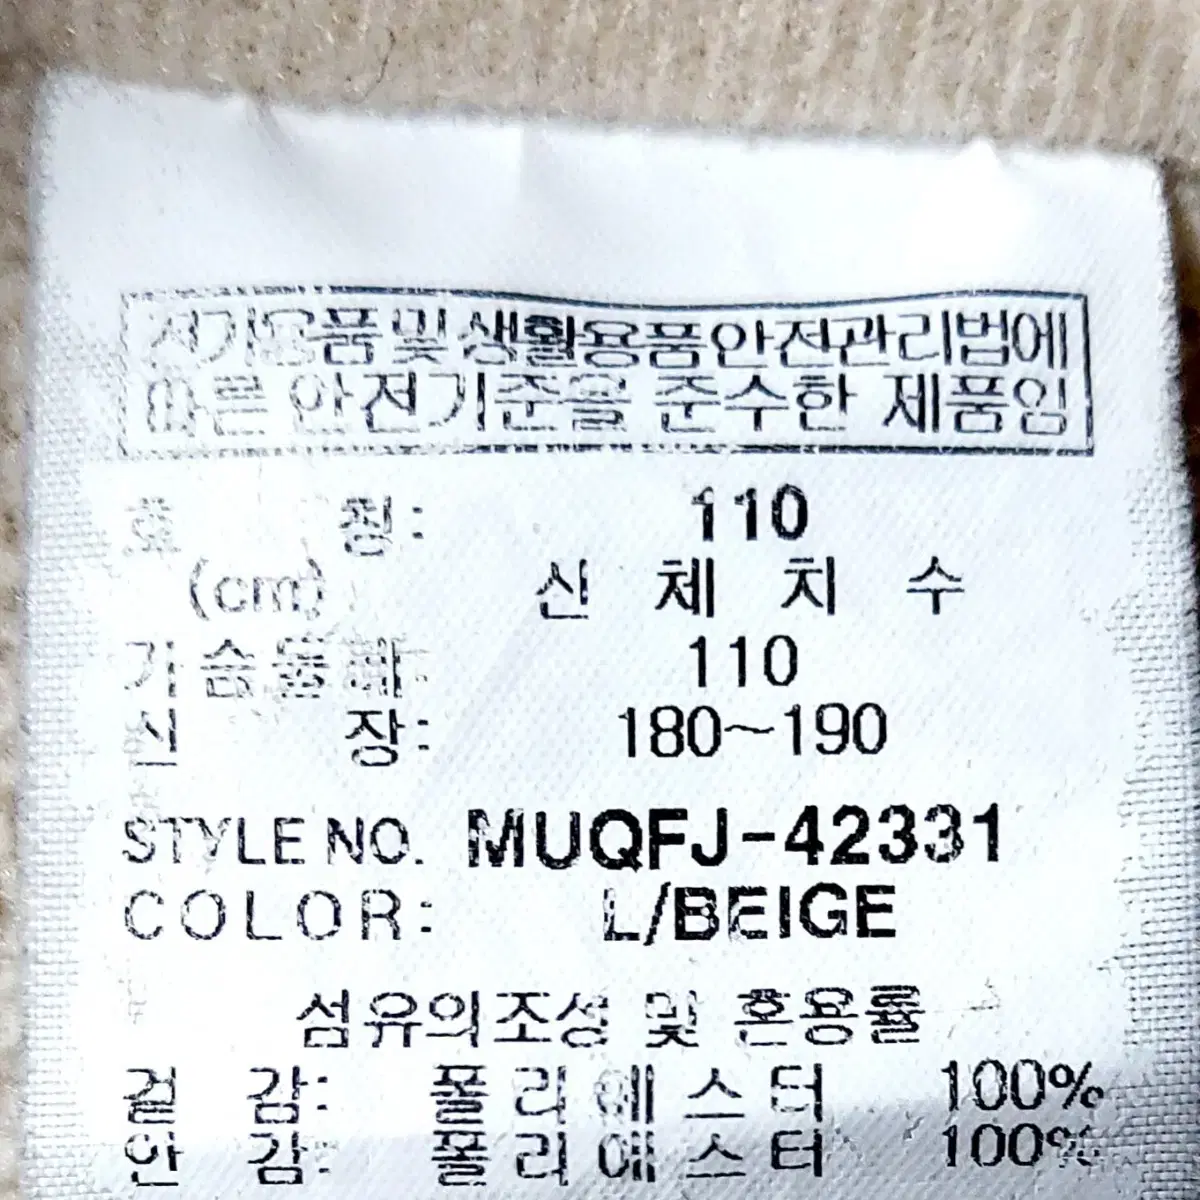 전기용품및생활용품안전관리법에
따른 안전기준을 준수한 제품임
호 칭: 110
(cm) 신 체 치 수
가슴둘레: 110
신 장: 180~190
STYLE NO. MUQFJ-42331
COLOR: L/BEIGE
섬유의조성 및 혼용률
겉 감: 폴리에스터 100%
안 감: 폴리에스터 100%